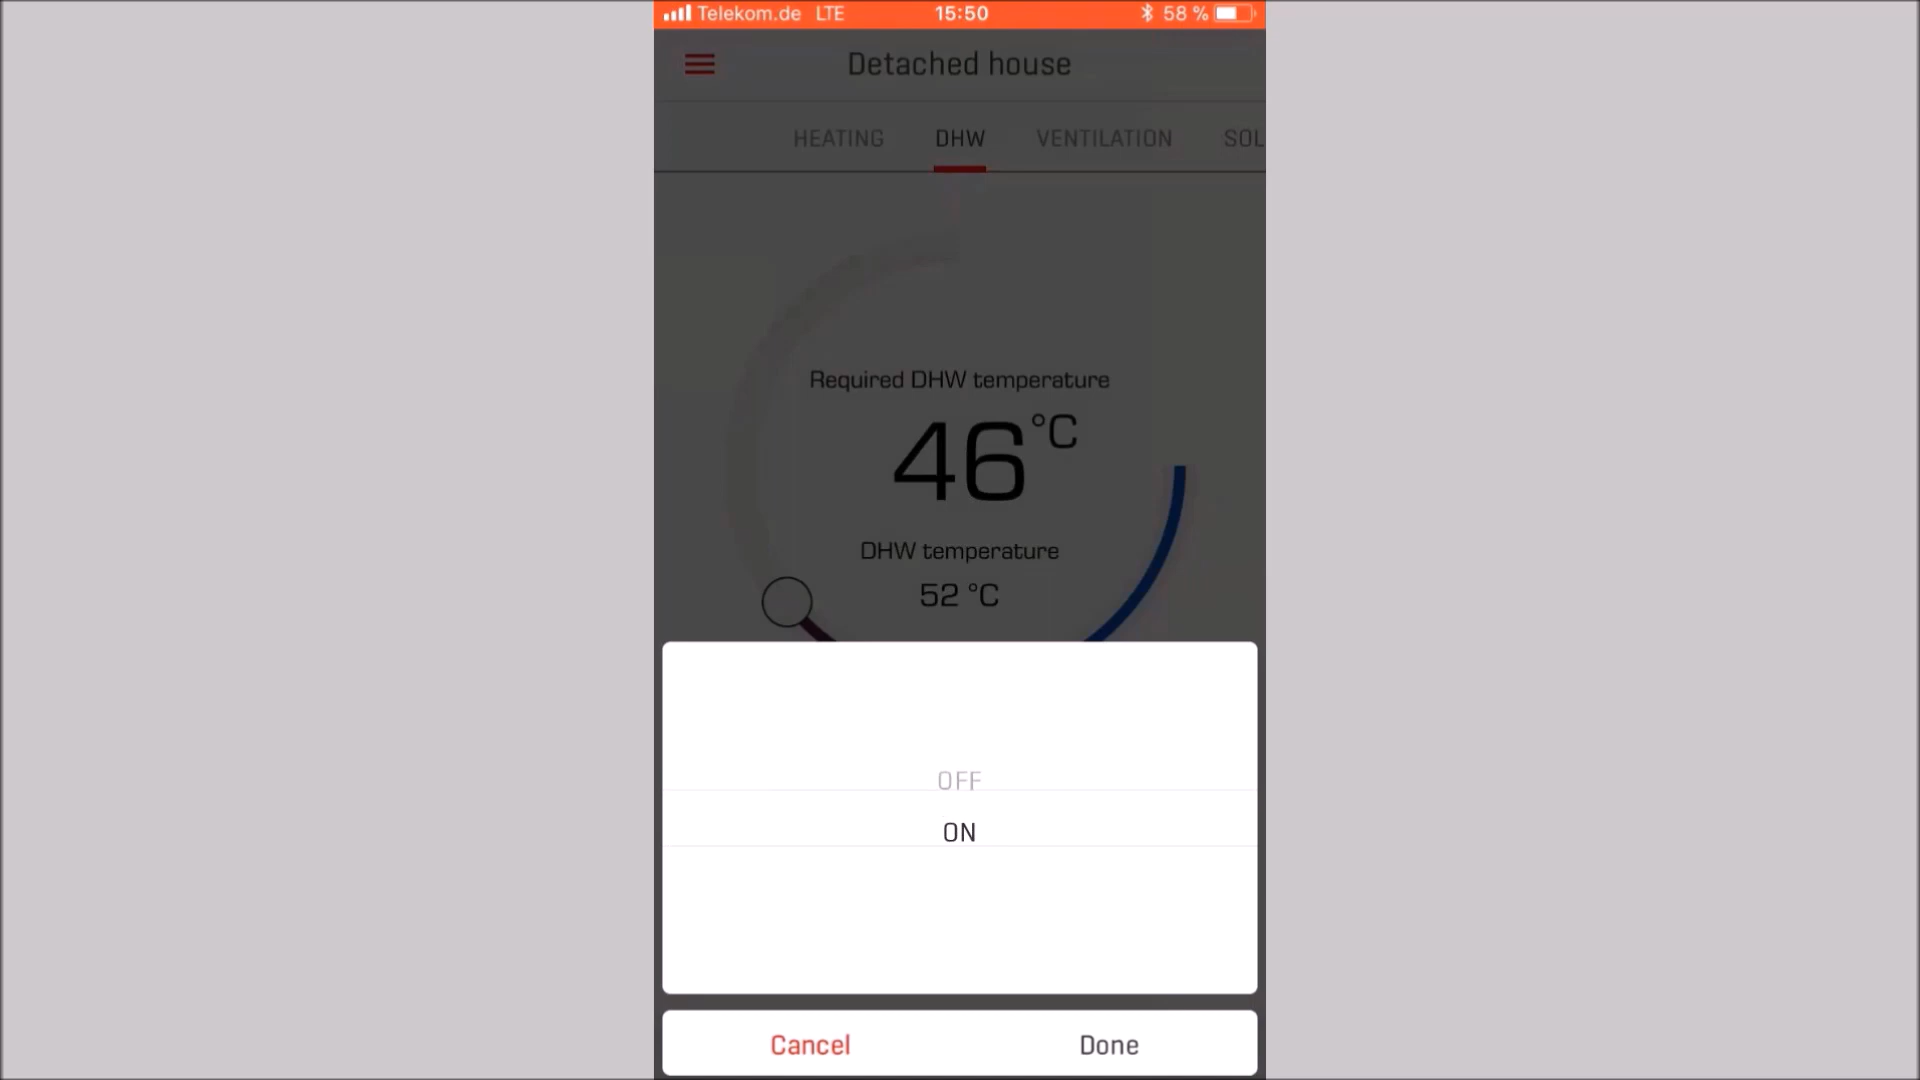 Telekom.de LTE 15:50 58 %
Detached house
HEATING DHW VENTILATION SOL
Required DHW temperature
46 °C
DHW temperature
52 °C
OFF
ON
Cancel Done